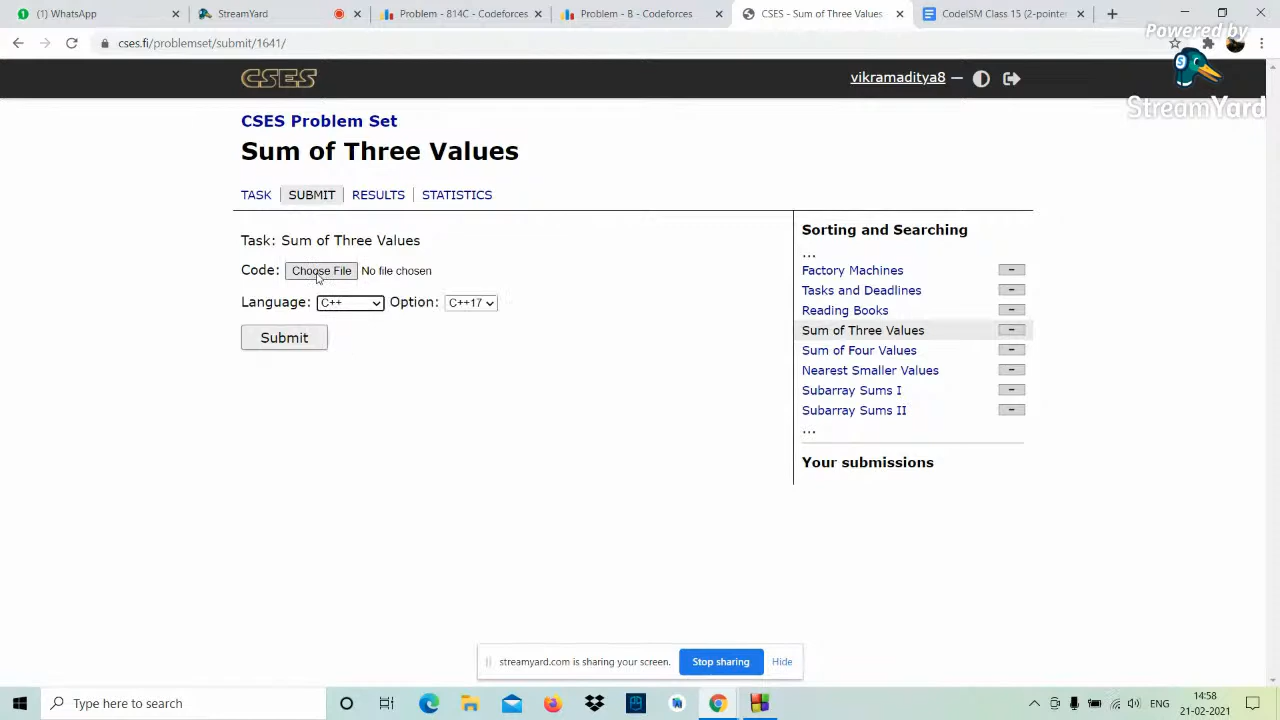 (1) WhatsApp
StreamYard
Problem - 814C - Codeforces
Problem - B - Codeforces
CSES - Sum of Three Values
CodeISM Class 15 (2-pointer
cses.fi/problemset/submit/1641/
Powered by
StreamYard
CSES
vikramaditya8 —
CSES Problem Set
Sum of Three Values
TASK
SUBMIT
RESULTS
STATISTICS
Task: Sum of Three Values
Code: Choose File No file chosen
Language: C++ Option: C++17
Submit
Sorting and Searching
...
Factory Machines
Tasks and Deadlines
Reading Books
Sum of Three Values
Sum of Four Values
Nearest Smaller Values
Subarray Sums I
Subarray Sums II
...
Your submissions
streamyard.com is sharing your screen. Stop sharing Hide
Type here to search
ENG
14:58
21-02-2021